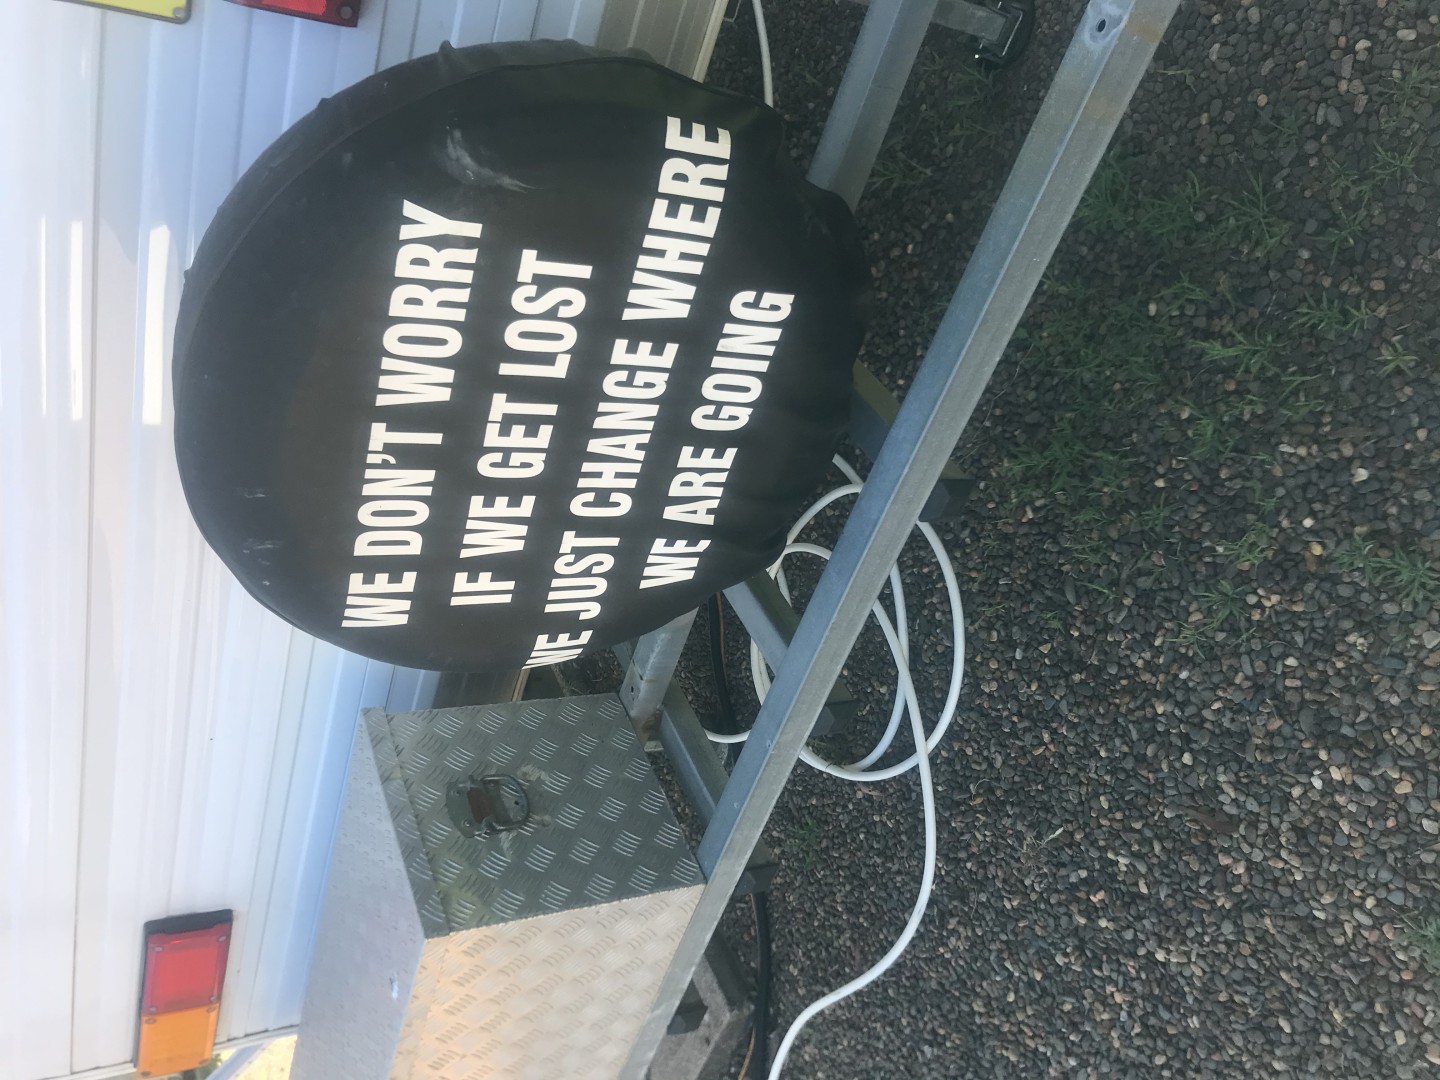 WE DON'T WORRY
IF WE GET LOST
WE JUST CHANGE WHERE
WE ARE GOING